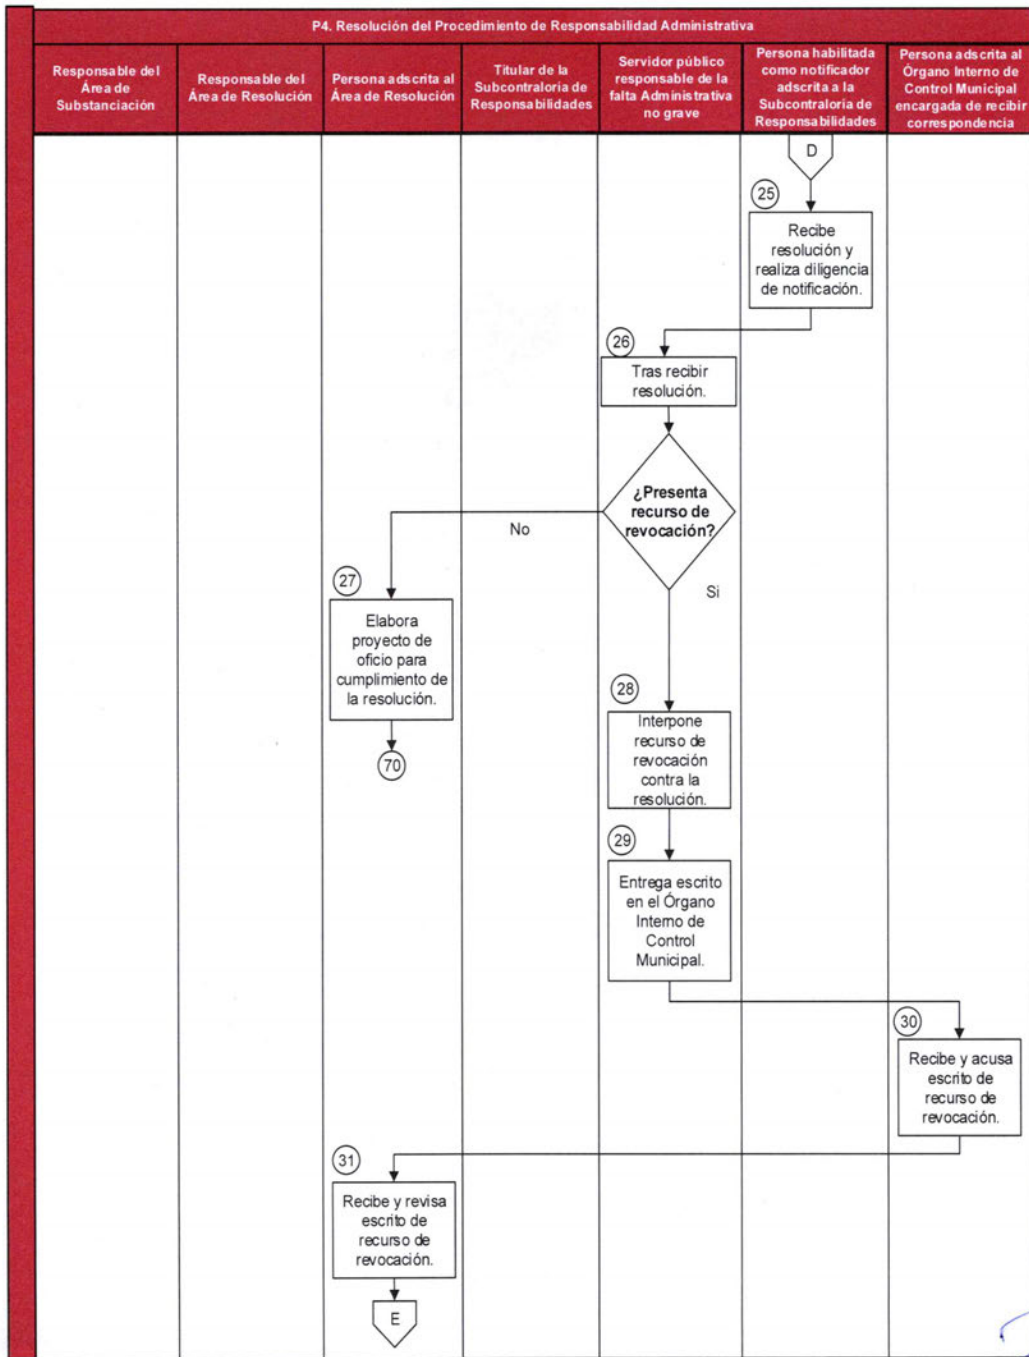 P4. Resolución del Procedimiento de Responsabilidad Administrativa
Responsable del
Área de
Substanciación
Responsable del
Área de Resolución
Persona adscrita al
Área de Resolución
Titular de la
Subcontraloría de
Responsabilidades
Servidor público
responsable de la
falta Administrativa
no grave
Persona habilitada
como notificador
adscrita a la
Subcontraloría de
Responsabilidades
Persona adscrita al
Órgano Interno de
Control Municipal
encargada de recibir
correspondencia
D
25
Recibe
resolución y
realiza diligencia
de notificación.
26
Tras recibir
resolución.
¿Presenta
recurso de
revocación?
No
Si
27
Elabora
proyecto de
oficio para
cumplimiento de
la resolución.
70
28
Interpone
recurso de
revocación
contra la
resolución.
29
Entrega escrito
en el Órgano
Interno de
Control
Municipal.
30
Recibe y acusa
escrito de
recurso de
revocación.
31
Recibe y revisa
escrito de
recurso de
revocación.
E